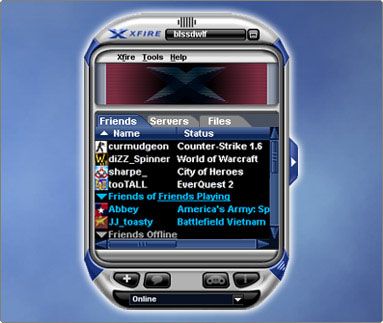 XFIRE blssdwlf
Xfire Tools Help
Friends Servers Files
Name Status
curmudgeon Counter-Strike 1.6
diZZ_Spinner World of Warcraft
sharpe_ City of Heroes
tooTALL EverQuest 2
Friends of Friends Playing
Abbey America's Army: Sp
JJ_toasty Battlefield Vietnam
Friends Offline
Online